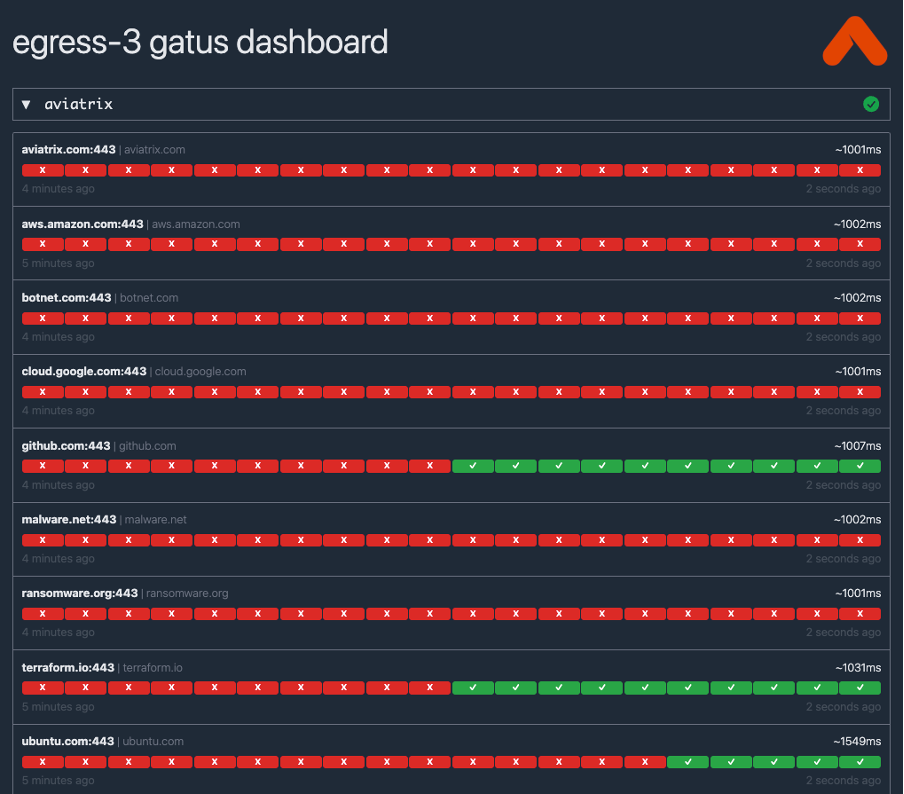 egress-3 gatus dashboard
▼ aviatrix
aviatrix.com:443 | aviatrix.com ~1001ms
x x x x x x x x x x x x x x x x x x x x
4 minutes ago 2 seconds ago
aws.amazon.com:443 | aws.amazon.com ~1002ms
x x x x x x x x x x x x x x x x x x x x
5 minutes ago 2 seconds ago
botnet.com:443 | botnet.com ~1002ms
x x x x x x x x x x x x x x x x x x x x
4 minutes ago 2 seconds ago
cloud.google.com:443 | cloud.google.com ~1001ms
x x x x x x x x x x x x x x x x x x x x
4 minutes ago 2 seconds ago
github.com:443 | github.com ~1007ms
x x x x x x x x x x ✓ ✓ ✓ ✓ ✓ ✓ ✓ ✓ ✓ ✓
4 minutes ago 2 seconds ago
malware.net:443 | malware.net ~1002ms
x x x x x x x x x x x x x x x x x x x x
4 minutes ago 2 seconds ago
ransomware.org:443 | ransomware.org ~1001ms
x x x x x x x x x x x x x x x x x x x x
4 minutes ago 2 seconds ago
terraform.io:443 | terraform.io ~1031ms
x x x x x x x x x x ✓ ✓ ✓ ✓ ✓ ✓ ✓ ✓ ✓ ✓
5 minutes ago 2 seconds ago
ubuntu.com:443 | ubuntu.com ~1549ms
x x x x x x x x x x x x x x x ✓ ✓ ✓ ✓ ✓
5 minutes ago 2 seconds ago